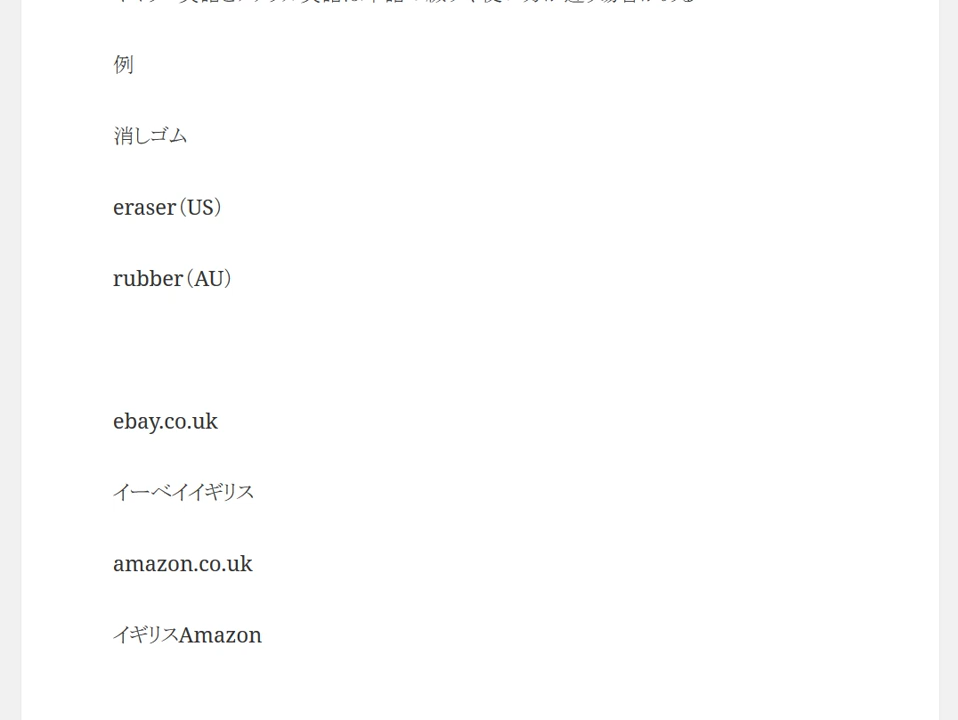 例
消しゴム
eraser（US）
rubber（AU）
ebay.co.uk
イーベイイギリス
amazon.co.uk
イギリスAmazon